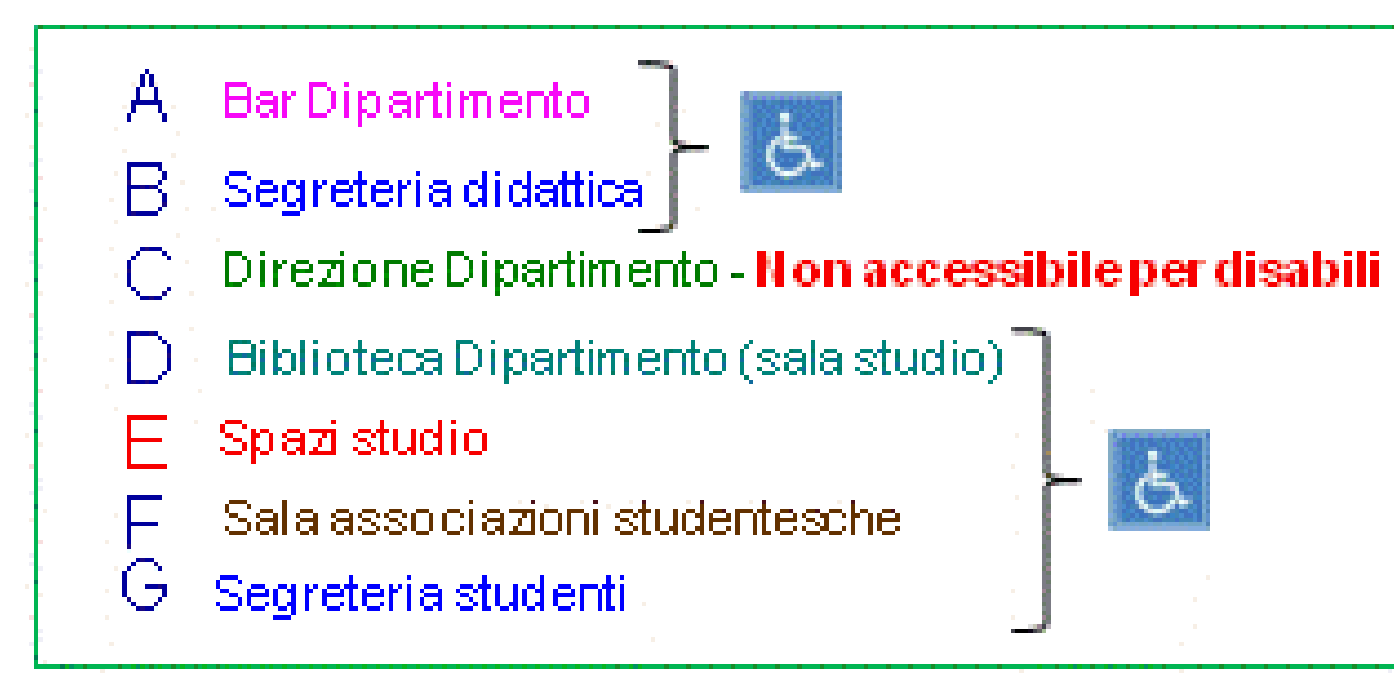 A Bar Dipartimento
B Segreteria didattica
C Direzione Dipartimento - Non accessibile per disabili
D Biblioteca Dipartimento (sala studio)
E Spazi studio
F Sala associazioni studentesche
G Segreteria studenti